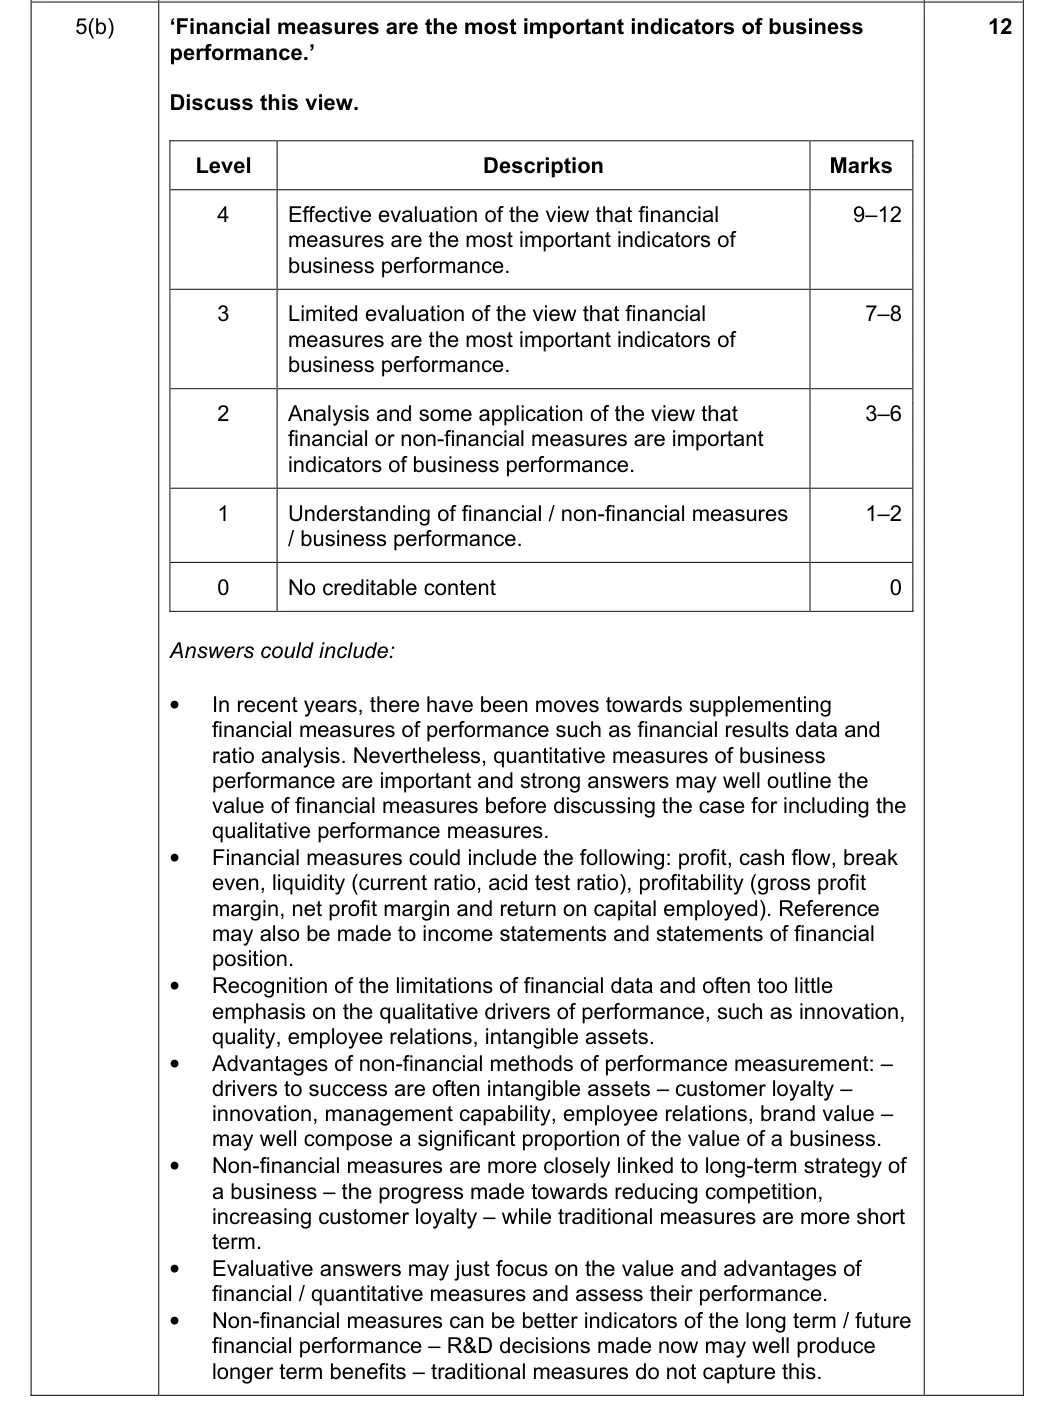 5(b)
‘Financial measures are the most important indicators of business
performance.’
12
Discuss this view.
Level Description Marks
4 Effective evaluation of the view that financial 9–12
measures are the most important indicators of
business performance.
3 Limited evaluation of the view that financial 7–8
measures are the most important indicators of
business performance.
2 Analysis and some application of the view that 3–6
financial or non-financial measures are important
indicators of business performance.
1 Understanding of financial / non-financial measures 1–2
/ business performance.
0 No creditable content 0
Answers could include:
• In recent years, there have been moves towards supplementing
financial measures of performance such as financial results data and
ratio analysis. Nevertheless, quantitative measures of business
performance are important and strong answers may well outline the
value of financial measures before discussing the case for including the
qualitative performance measures.
• Financial measures could include the following: profit, cash flow, break
even, liquidity (current ratio, acid test ratio), profitability (gross profit
margin, net profit margin and return on capital employed). Reference
may also be made to income statements and statements of financial
position.
• Recognition of the limitations of financial data and often too little
emphasis on the qualitative drivers of performance, such as innovation,
quality, employee relations, intangible assets.
• Advantages of non-financial methods of performance measurement: –
drivers to success are often intangible assets – customer loyalty –
innovation, management capability, employee relations, brand value –
may well compose a significant proportion of the value of a business.
• Non-financial measures are more closely linked to long-term strategy of
a business – the progress made towards reducing competition,
increasing customer loyalty – while traditional measures are more short
term.
• Evaluative answers may just focus on the value and advantages of
financial / quantitative measures and assess their performance.
• Non-financial measures can be better indicators of the long term / future
financial performance – R&D decisions made now may well produce
longer term benefits – traditional measures do not capture this.